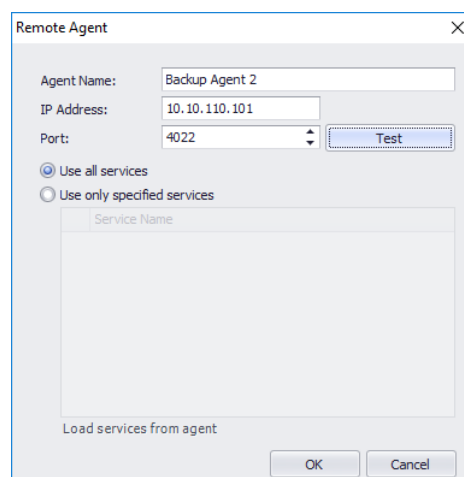 Remote Agent
Agent Name: Backup Agent 2
IP Address: 10.10.110.101
Port: 4022 Test
Use all services
Use only specified services
Service Name
Load services from agent
OK Cancel